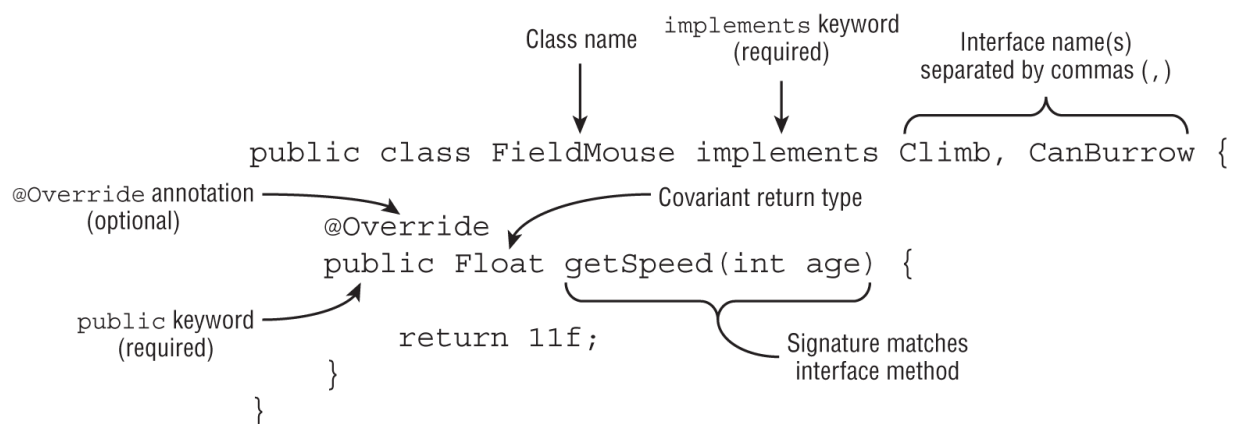 Class name
implements keyword
(required)
Interface name(s)
separated by commas (,)
public class FieldMouse implements Climb, CanBurrow {
@Override annotation
(optional)
Covariant return type
@Override
public Float getSpeed(int age) {
public keyword
(required)
return 11f;
Signature matches
interface method
}
}